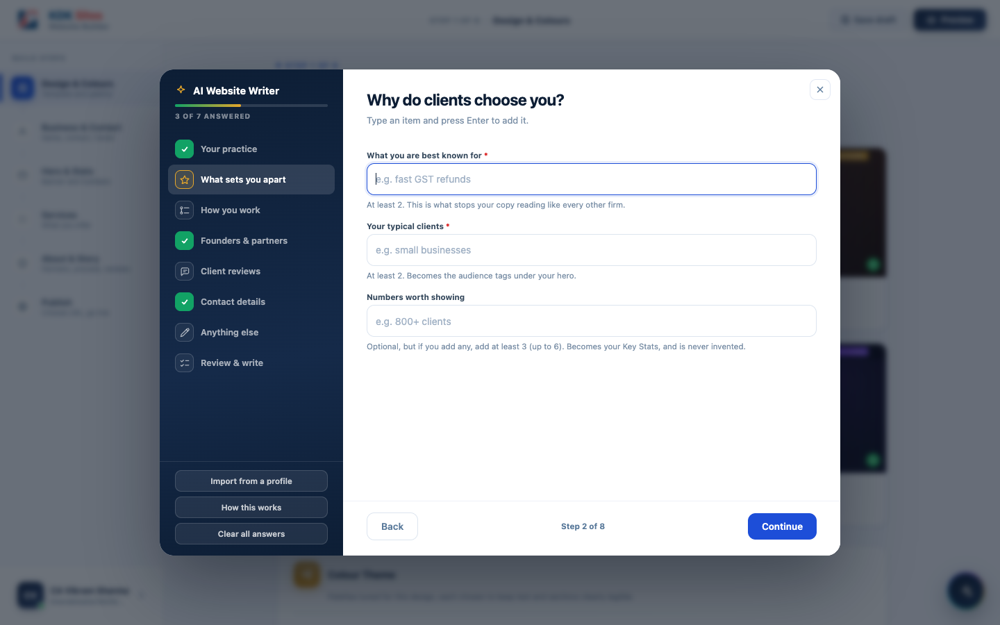 AI Website Writer
3 OF 7 ANSWERED
Your practice
What sets you apart
How you work
Founders & partners
Client reviews
Contact details
Anything else
Review & write
Import from a profile
How this works
Clear all answers
Why do clients choose you?
Type an item and press Enter to add it.
What you are best known for *
e.g. fast GST refunds
At least 2. This is what stops your copy reading like every other firm.
Your typical clients *
e.g. small businesses
At least 2. Becomes the audience tags under your hero.
Numbers worth showing
e.g. 800+ clients
Optional, but if you add any, add at least 3 (up to 6). Becomes your Key Stats, and is never invented.
Back
Step 2 of 8
Continue